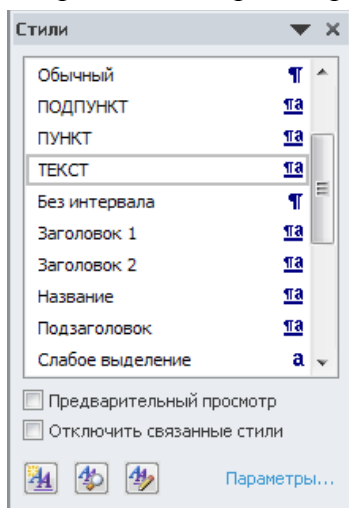 Стили
Обычный ¶
ПОДПУНКТ ¶a
ПУНКТ ¶a
ТЕКСТ ¶a
Без интервала ¶
Заголовок 1 ¶a
Заголовок 2 ¶a
Название ¶a
Подзаголовок ¶a
Слабое выделение a
Предварительный просмотр
Отключить связанные стили
Параметры...